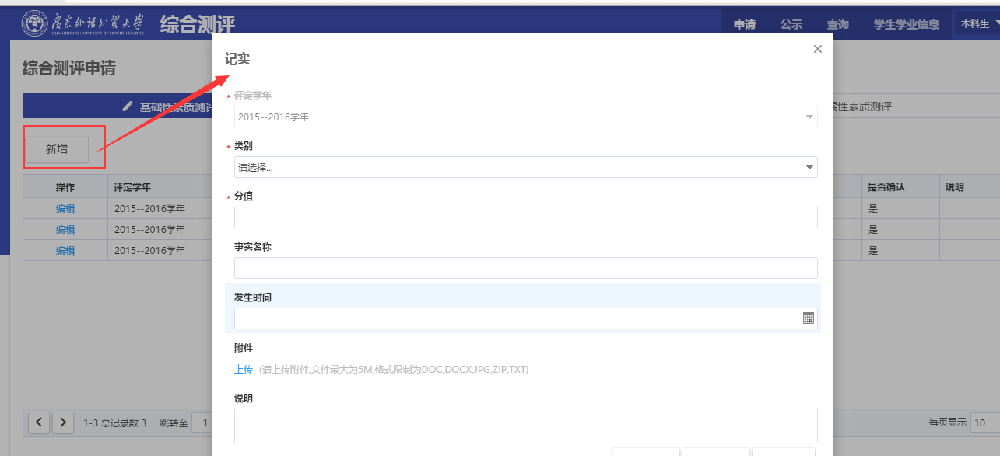 广东外语外贸大学
GUANGDONG UNIVERSITY OF FOREIGN STUDIES
综合测评
申请 公示 查询 学生学业信息 本科生
综合测评申请
基础性素质测评
展性素质测评
新增
操作 评定学年 是否确认 说明
编辑 2015--2016学年 是
编辑 2015--2016学年 是
编辑 2015--2016学年 是
1-3 总记录数 3 跳转至 1
每页显示 10
记实
* 评定学年
2015--2016学年
* 类别
请选择...
* 分值
事实名称
发生时间
附件
上传 (请上传附件,文件最大为5M,格式限制为DOC,DOCX,JPG,ZIP,TXT)
说明